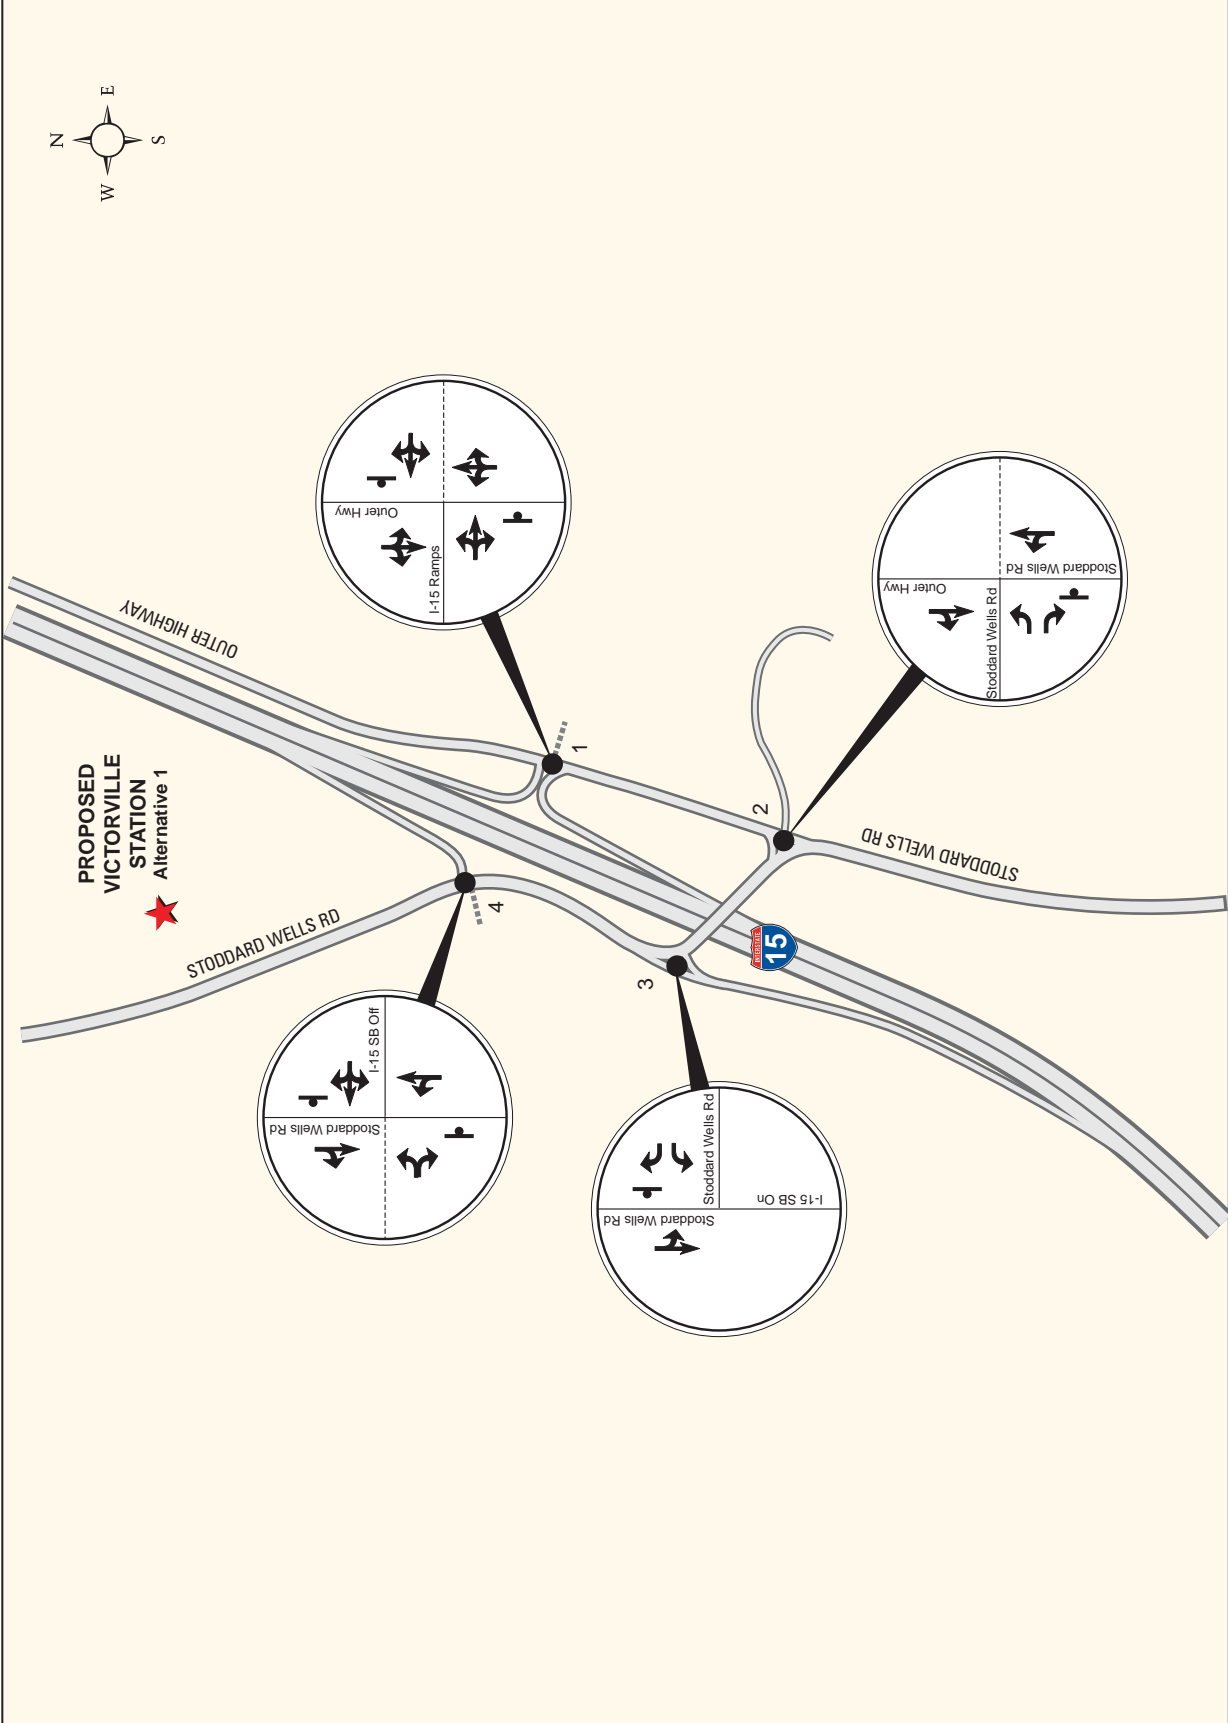 N
E
S
W
PROPOSED
VICTORVILLE
STATION
Alternative 1
OUTER HIGHWAY
STODDARD WELLS RD
STODDARD WELLS RD
INTERSTATE
15
1
2
3
4
Outer Hwy
I-15 Ramps
Outer Hwy
Stoddard Wells Rd
Stoddard Wells Rd
Stoddard Wells Rd
I-15 SB Off
Stoddard Wells Rd
Stoddard Wells Rd
I-15 SB On